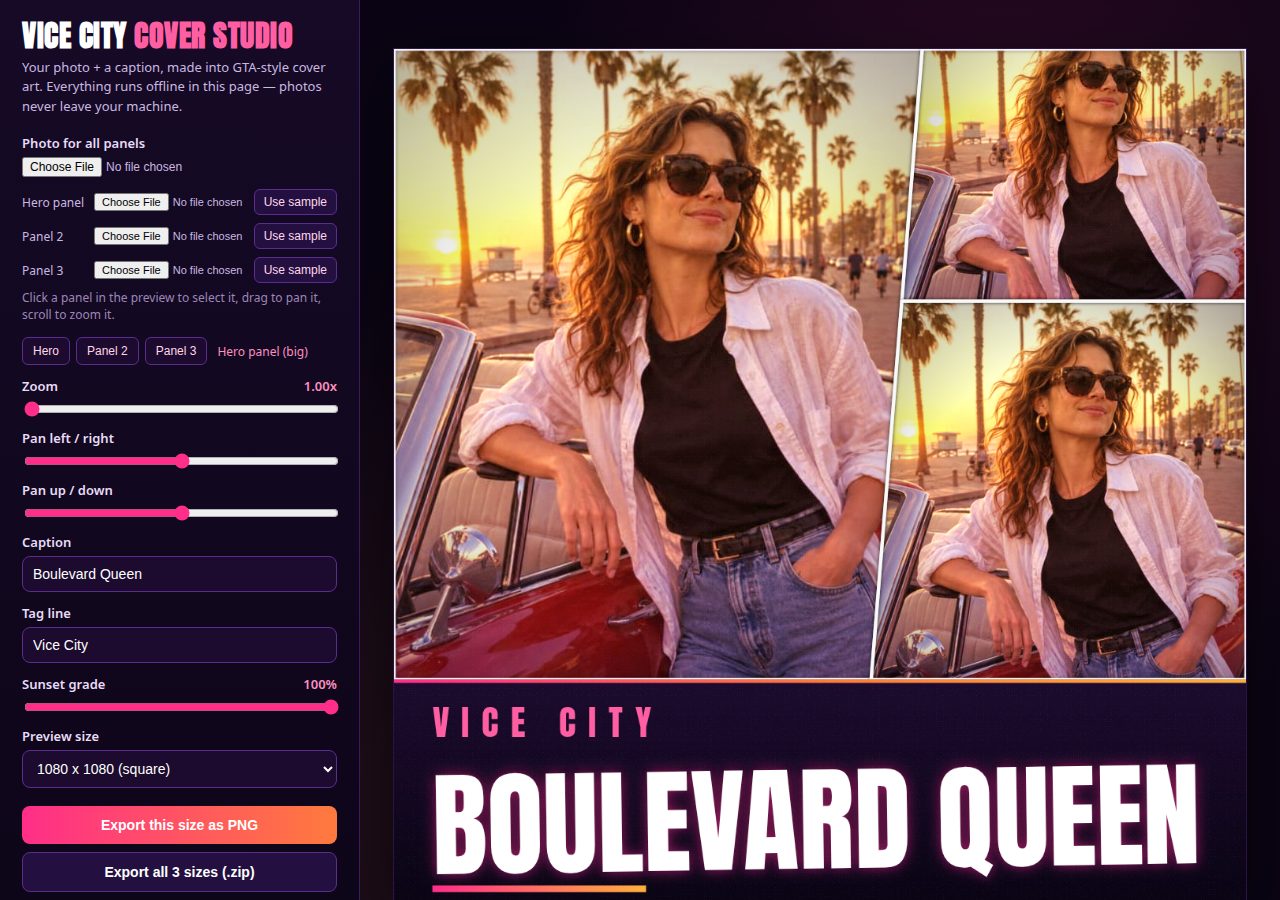 VICE CITY COVER STUDIO
Your photo + a caption, made into GTA-style cover
art. Everything runs offline in this page — photos
never leave your machine.
Photo for all panels
Choose File No file chosen
Hero panel Choose File No file chosen Use sample
Panel 2 Choose File No file chosen Use sample
Panel 3 Choose File No file chosen Use sample
Click a panel in the preview to select it, drag to pan it,
scroll to zoom it.
Hero Panel 2 Panel 3 Hero panel (big)
Zoom 1.00x
Pan left / right
Pan up / down
Caption
Boulevard Queen
Tag line
Vice City
Sunset grade 100%
Preview size
1080 x 1080 (square)
Export this size as PNG
Export all 3 sizes (.zip)
VICE CITY
BOULEVARD QUEEN